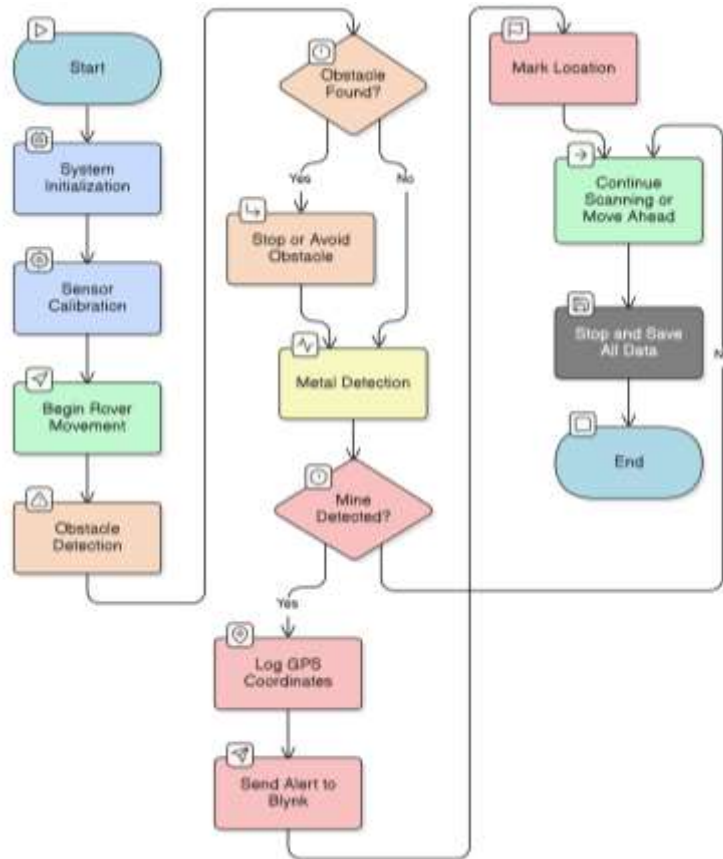 Start
System
Initialization
Sensor
Calibration
Begin Rover
Movement
Obstacle
Detection
Obstacle
Found?
Yes
No
Stop or Avoid
Obstacle
Metal Detection
Mine
Detected?
Yes
Log GPS
Coordinates
Send Alert to
Blynk
Mark Location
Continue
Scanning or
Move Ahead
Stop and Save
All Data
End